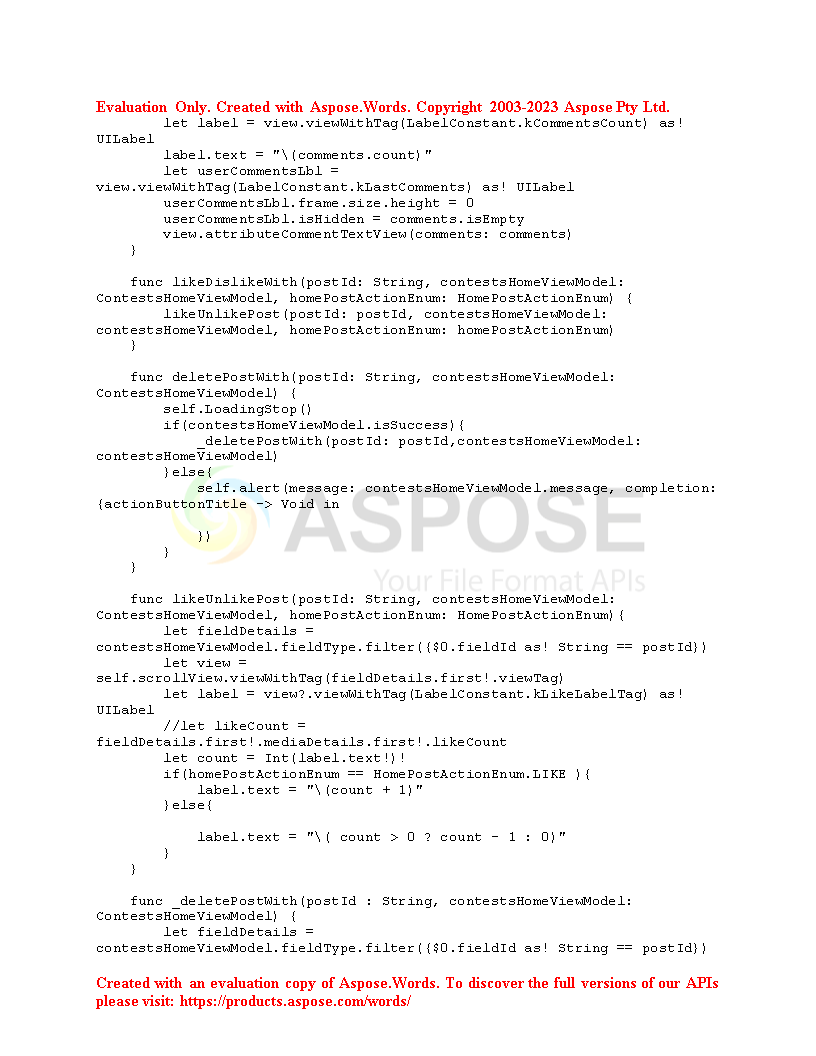 Evaluation Only. Created with Aspose.Words. Copyright 2003-2023 Aspose Pty Ltd.
        let label = view.viewWithTag(LabelConstant.kCommentsCount) as!
UILabel
        label.text = "\(comments.count)"
        let userCommentsLbl =
view.viewWithTag(LabelConstant.kLastComments) as! UILabel
        userCommentsLbl.frame.size.height = 0
        userCommentsLbl.isHidden = comments.isEmpty
        view.attributeCommentTextView(comments: comments)
    }

    func likeDislikeWith(postId: String, contestsHomeViewModel:
ContestsHomeViewModel, homePostActionEnum: HomePostActionEnum) {
        likeUnlikePost(postId: postId, contestsHomeViewModel:
contestsHomeViewModel, homePostActionEnum: homePostActionEnum)
    }

    func deletePostWith(postId: String, contestsHomeViewModel:
ContestsHomeViewModel) {
        self.LoadingStop()
        if(contestsHomeViewModel.isSuccess){
            _deletePostWith(postId: postId,contestsHomeViewModel:
contestsHomeViewModel)
        }else{
            self.alert(message: contestsHomeViewModel.message, completion:
{actionButtonTitle -> Void in
ASPOSE
            })
        }
    }
Your File Format APIs
    func likeUnlikePost(postId: String, contestsHomeViewModel:
ContestsHomeViewModel, homePostActionEnum: HomePostActionEnum){
        let fieldDetails =
contestsHomeViewModel.fieldType.filter({$0.fieldId as! String == postId})
        let view =
self.scrollView.viewWithTag(fieldDetails.first!.viewTag)
        let label = view?.viewWithTag(LabelConstant.kLikeLabelTag) as!
UILabel
        //let likeCount =
fieldDetails.first!.mediaDetails.first!.likeCount
        let count = Int(label.text!)!
        if(homePostActionEnum == HomePostActionEnum.LIKE ){
            label.text = "\(count + 1)"
        }else{

            label.text = "\( count > 0 ? count - 1 : 0)"
        }
    }

    func _deletePostWith(postId : String, contestsHomeViewModel:
ContestsHomeViewModel) {
        let fieldDetails =
contestsHomeViewModel.fieldType.filter({$0.fieldId as! String == postId})
Created with an evaluation copy of Aspose.Words. To discover the full versions of our APIs
please visit: https://products.aspose.com/words/